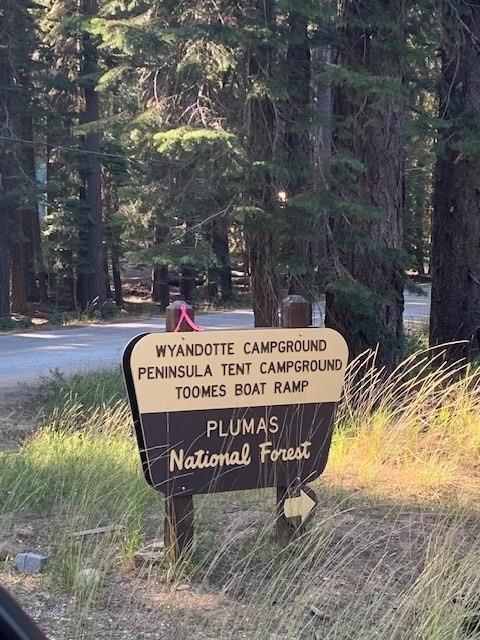 WYANDOTTE CAMPGROUND
PENINSULA TENT CAMPGROUND
TOOMES BOAT RAMP
PLUMAS
National Forest